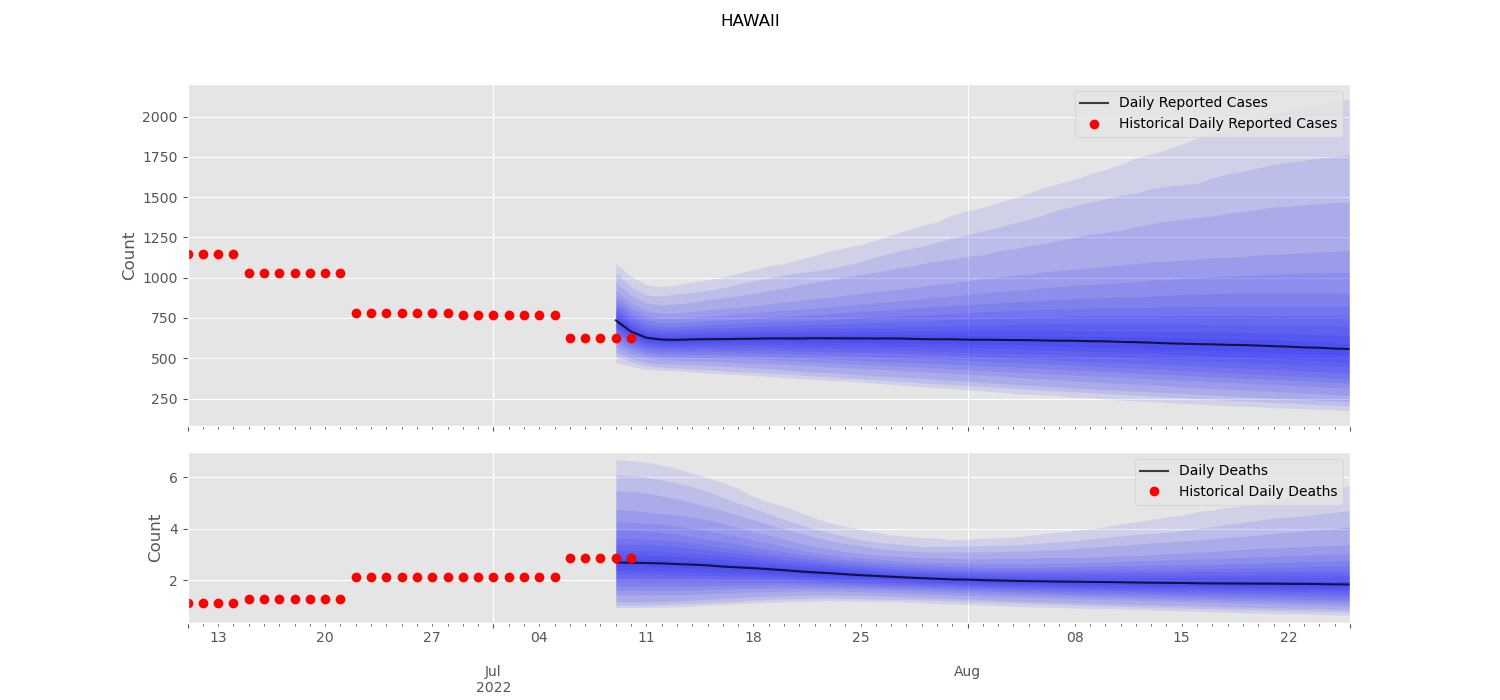 HAWAII
Daily Reported Cases
Historical Daily Reported Cases
2000
1750
1500
1250
1000
750
500
250
Count
Daily Deaths
Historical Daily Deaths
6
4
2
Count
13 20 27 04 11 18 25 08 15 22
Jul Aug
2022